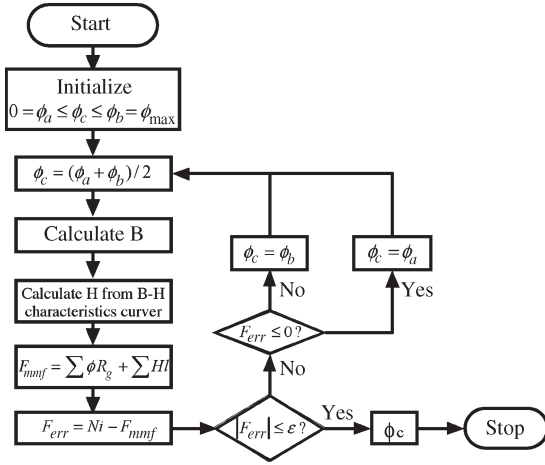 Start
Initialize
0 = ϕa ≤ ϕc ≤ ϕb = ϕmax
ϕc = (ϕa + ϕb) / 2
Calculate B
Calculate H from B-H
characteristics curver
Fmmf = ∑ ϕRg + ∑ Hl
Ferr = Ni − Fmmf
|Ferr| ≤ ε ?
Yes
ϕc
Stop
No
Ferr ≤ 0 ?
No
Yes
ϕc = ϕb
ϕc = ϕa